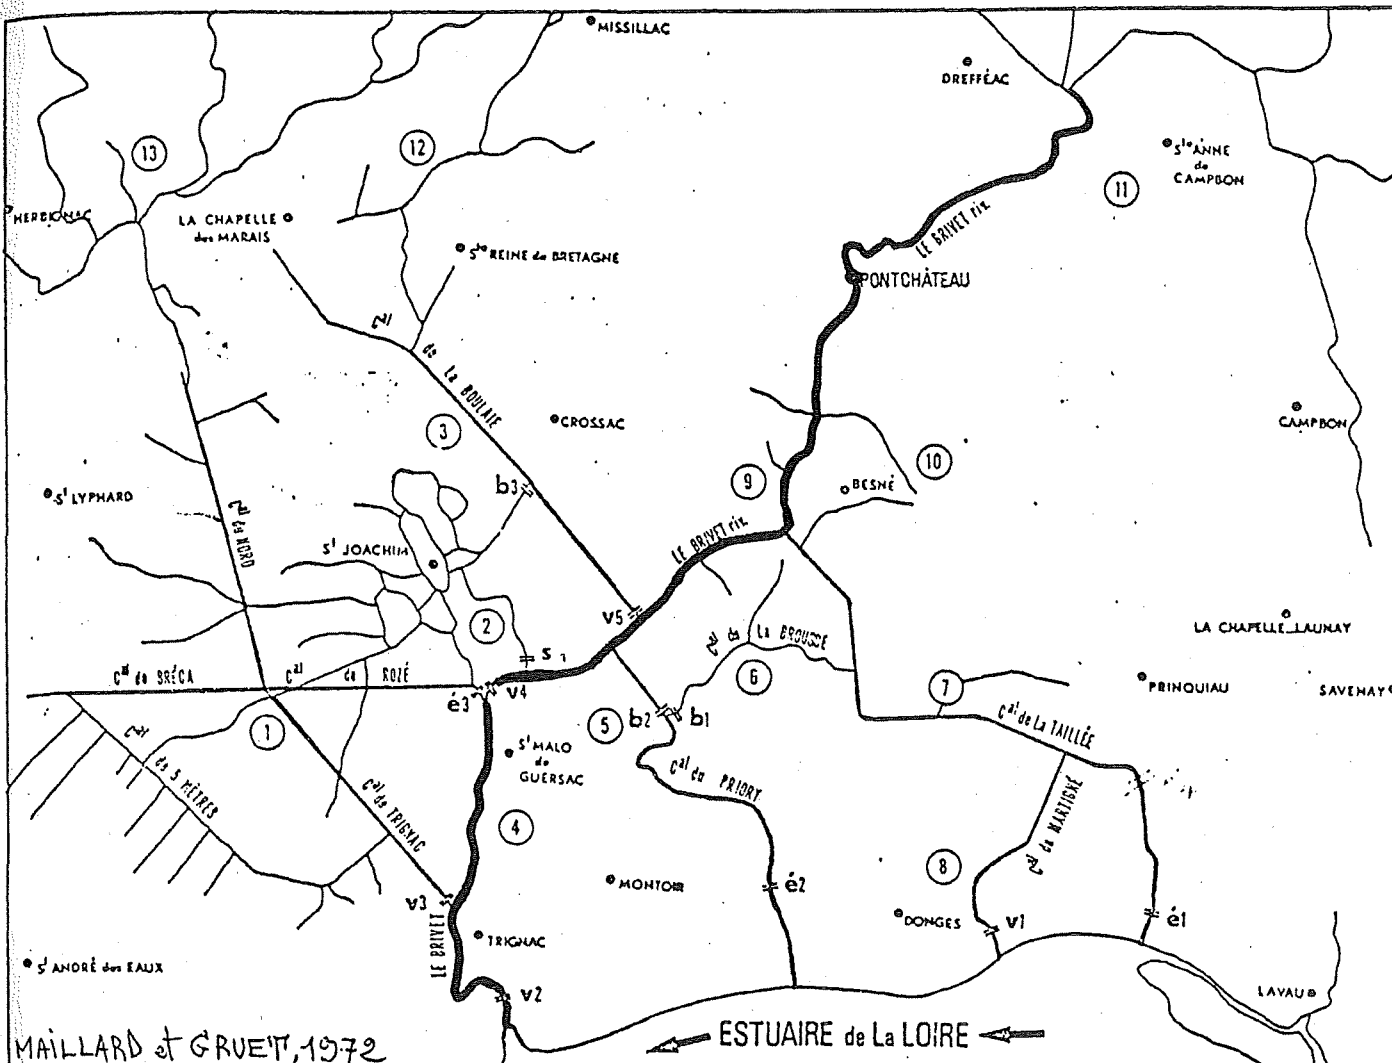 MISSILLAC
DREFFÉAC
13
12
Ste ANNE
de
CAMPBON
11
HERBIGNAC
LA CHAPELLE
des MARAIS
LE BRIVET riv.
Ste REINE de BRETAGNE
PONTCHÂTEAU
Cal de La BOULAIE
3
CROSSAC
CAMPBON
St LYPHARD
b3
9
BESNÉ
10
Cal du NORD
LE BRIVET riv.
St JOACHIM
v5
2
Cal de La BROUSSE
LA CHAPELLE_LAUNAY
6
Cal de BRÉCA
Cal de ROZÉ
v4
é3
7
PRINQUIAU
SAVENAY
1
5
b2
b1
Cal de La TAILLÉE
St MALO
de
GUERSAC
Cal du PRIORY
Cal des 5 MÈTRES
Cal de TRIGNAC
4
Cal de MARTIGNÉ
8
MONTOIR
é2
v3
DONGES
v1
é1
LE BRIVET
TRIGNAC
St ANDRÉ des EAUX
v2
LAVAU
ESTUAIRE de La LOIRE
MAILLARD et GRUET, 1972